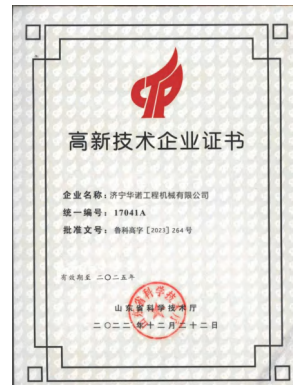 高新技术企业证书
企业名称：济宁华诺工程机械有限公司
统一编号：17041A
批准文号：鲁科高字［2023］264号
有效期至 二〇二五年
山东省科学技术厅
二〇二二年十二月二十二日